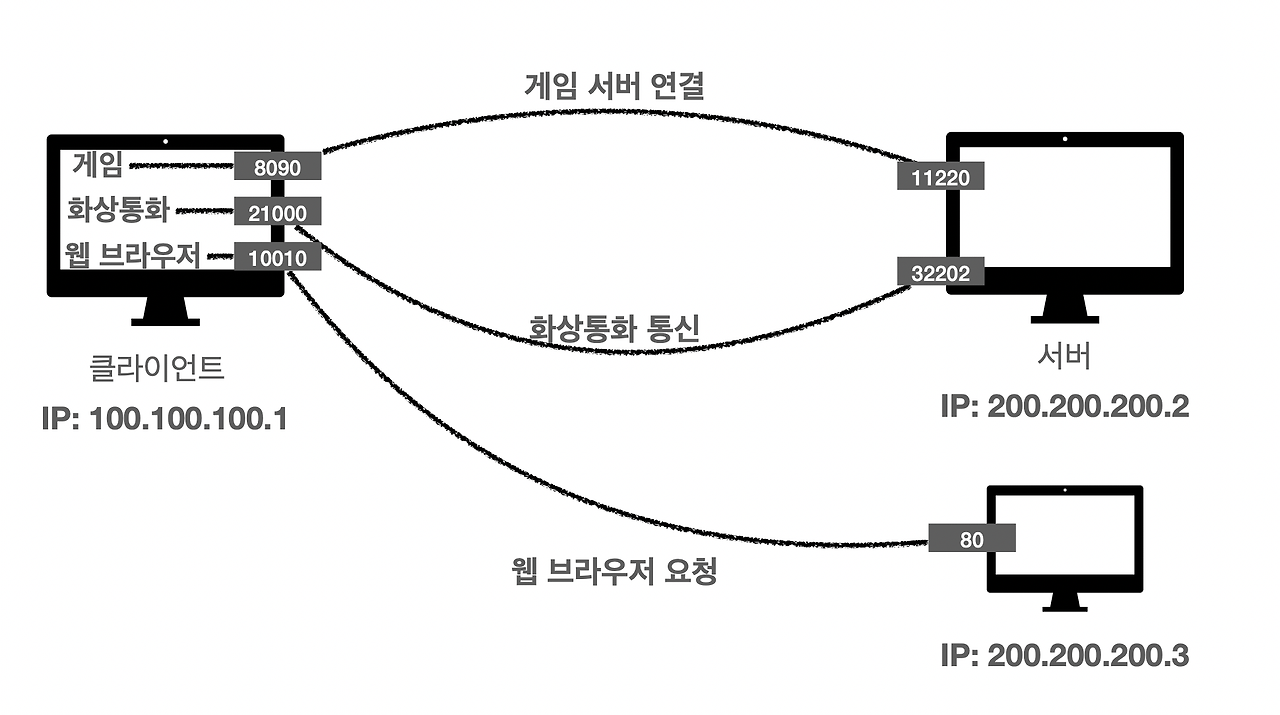 게임 서버 연결
게임
8090
화상통화
21000
웹 브라우저
10010
클라이언트
IP: 100.100.100.1
11220
32202
서버
IP: 200.200.200.2
화상통화 통신
웹 브라우저 요청
80
IP: 200.200.200.3